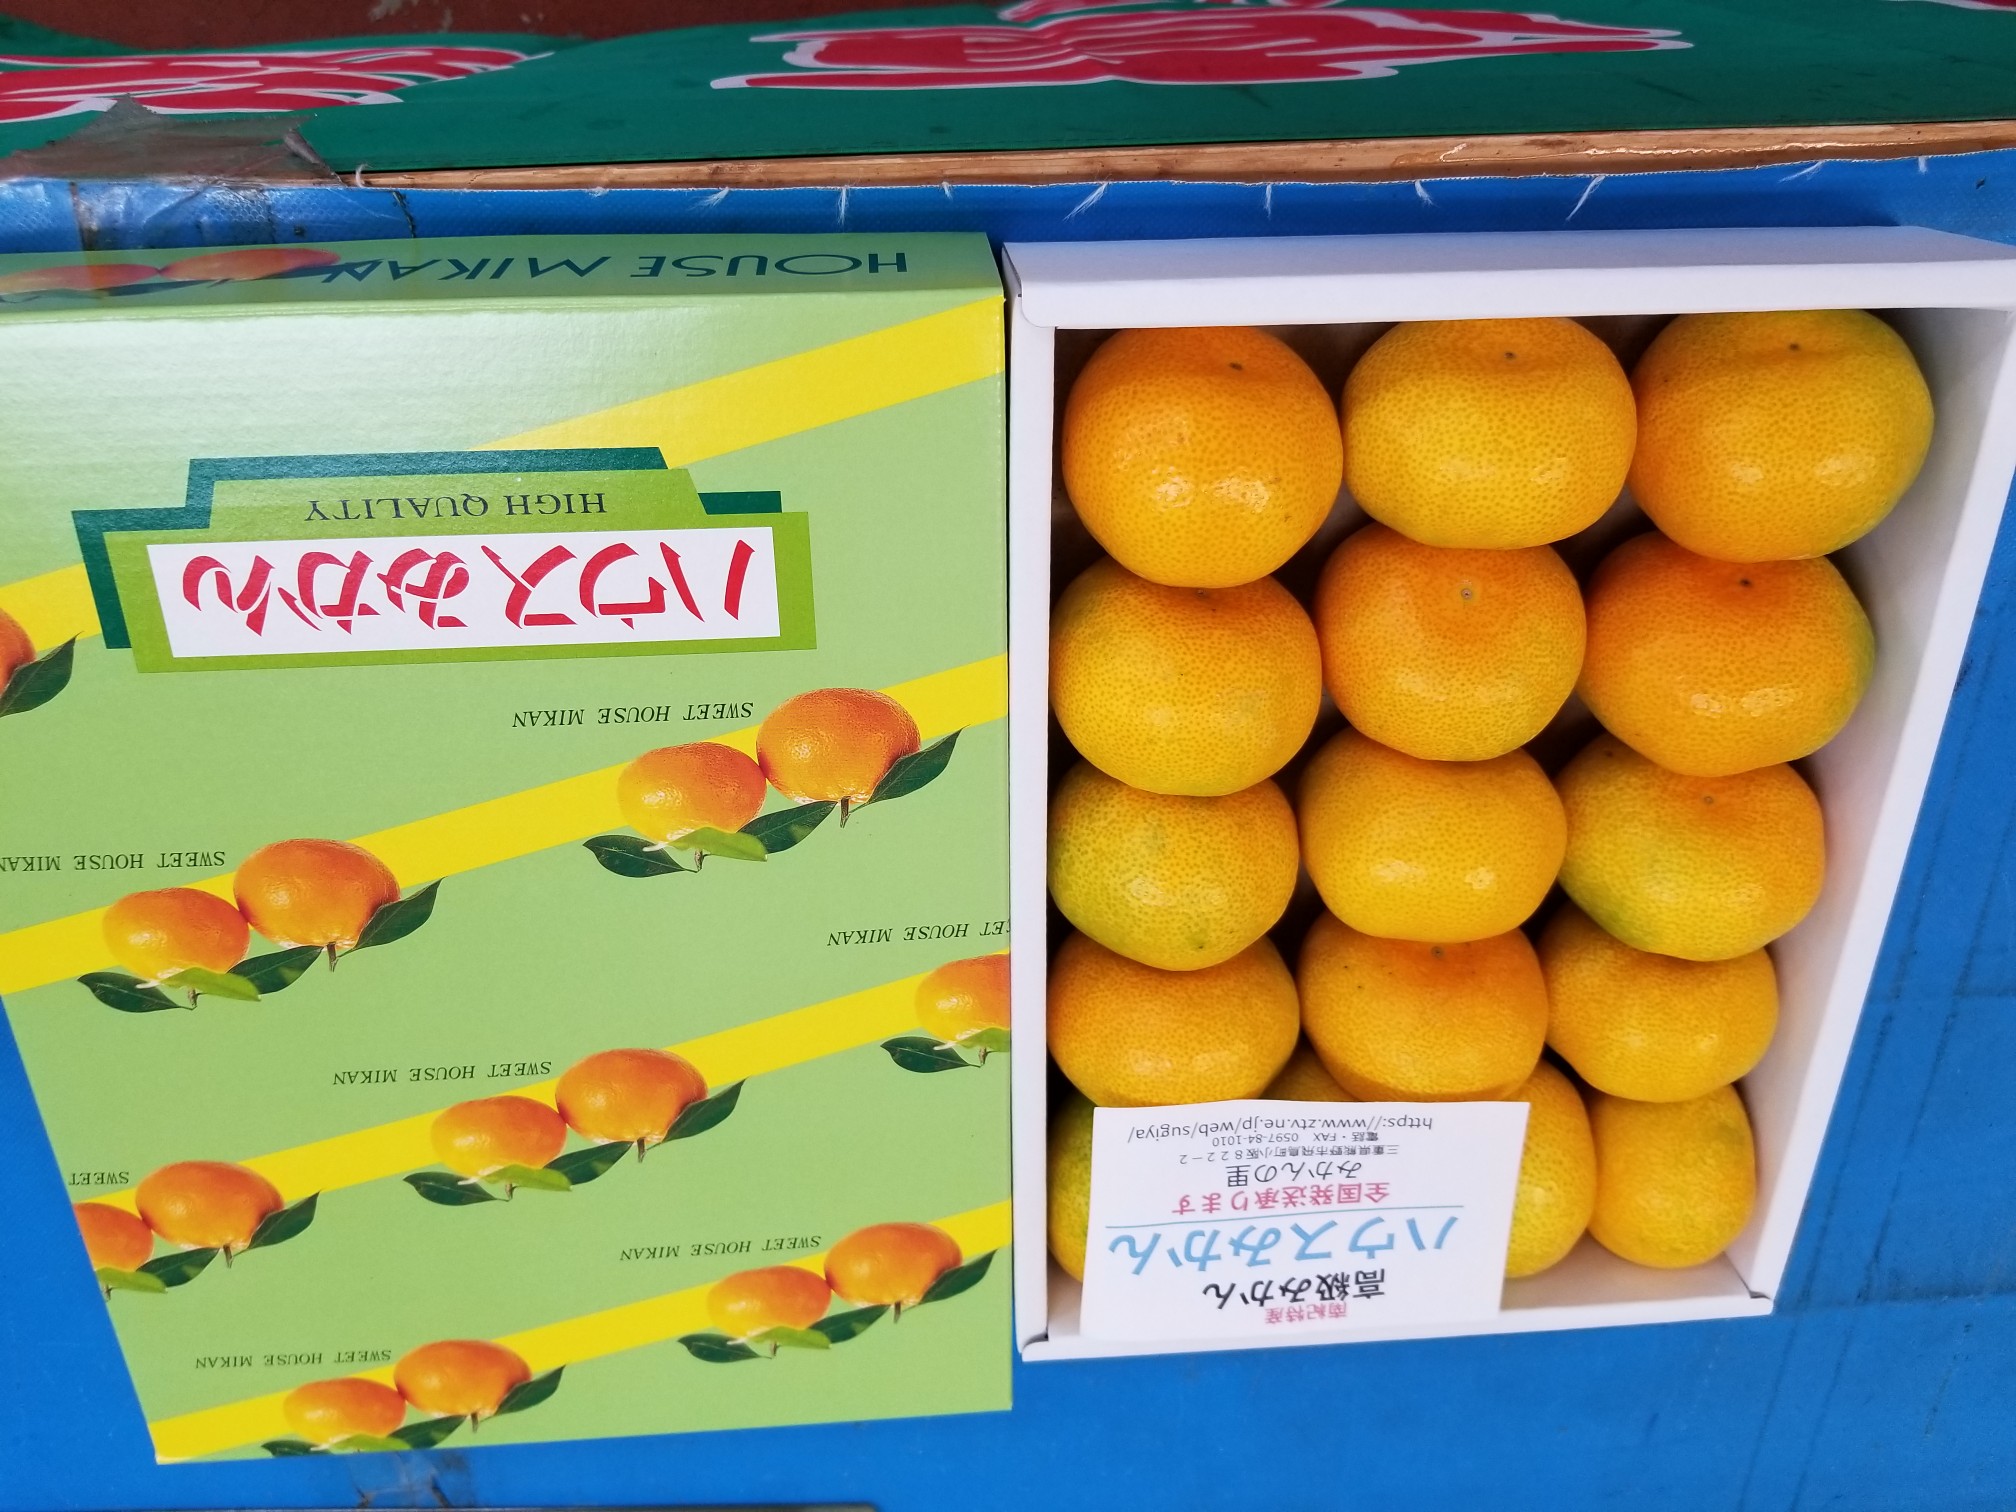 HOUSE MIKAN
HIGH QUALITY
ハウスみかん
SWEET HOUSE MIKAN
SWEET HOUSE MIKAN
SWEET HOUSE MIKAN
SWEET HOUSE MIKAN
SWEET
SWEET HOUSE MIKAN
SWEET HOUSE MIKAN
南紀特産
高級みかん
ハウスみかん
全国発送承ります
みかんの里
三重県熊野市飛鳥町小阪822-2
電話・FAX 0597-84-1010
https://www.ztv.ne.jp/web/sugiya/